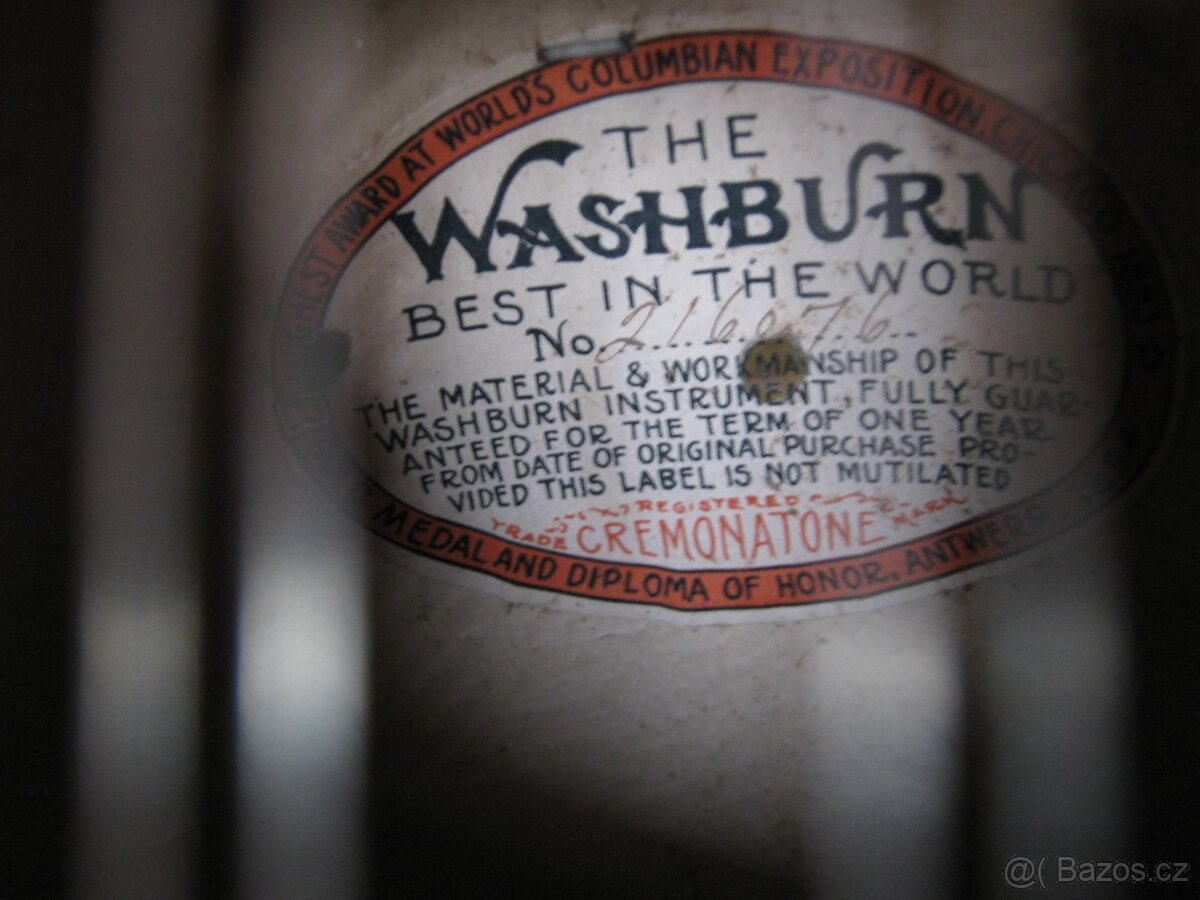 HIGHEST AWARD AT WORLD'S COLUMBIAN EXPOSITION, CHICAGO
THE
WASHBURN
BEST IN THE WORLD
No. 216076
THE MATERIAL & WORKMANSHIP OF THIS
WASHBURN INSTRUMENT, FULLY GUAR-
ANTEED FOR THE TERM OF ONE YEAR
FROM DATE OF ORIGINAL PURCHASE PRO-
VIDED THIS LABEL IS NOT MUTILATED
TRADE REGISTERED MARK
CREMONATONE
MEDAL AND DIPLOMA OF HONOR, ANTWERP
@( Bazos.cz